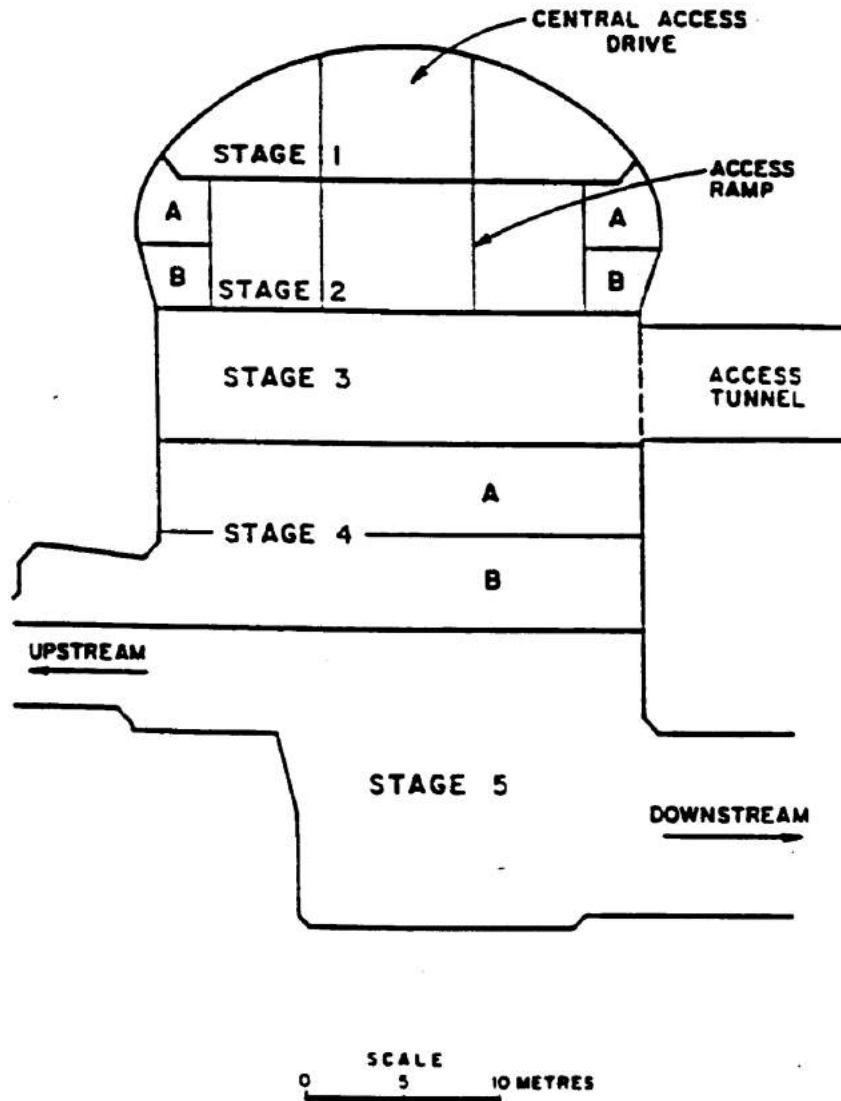 CENTRAL ACCESS
DRIVE
STAGE 1
ACCESS
RAMP
A
A
B
B
STAGE 2
STAGE 3
ACCESS
TUNNEL
A
STAGE 4
B
UPSTREAM
STAGE 5
DOWNSTREAM
SCALE
0 5 10 METRES